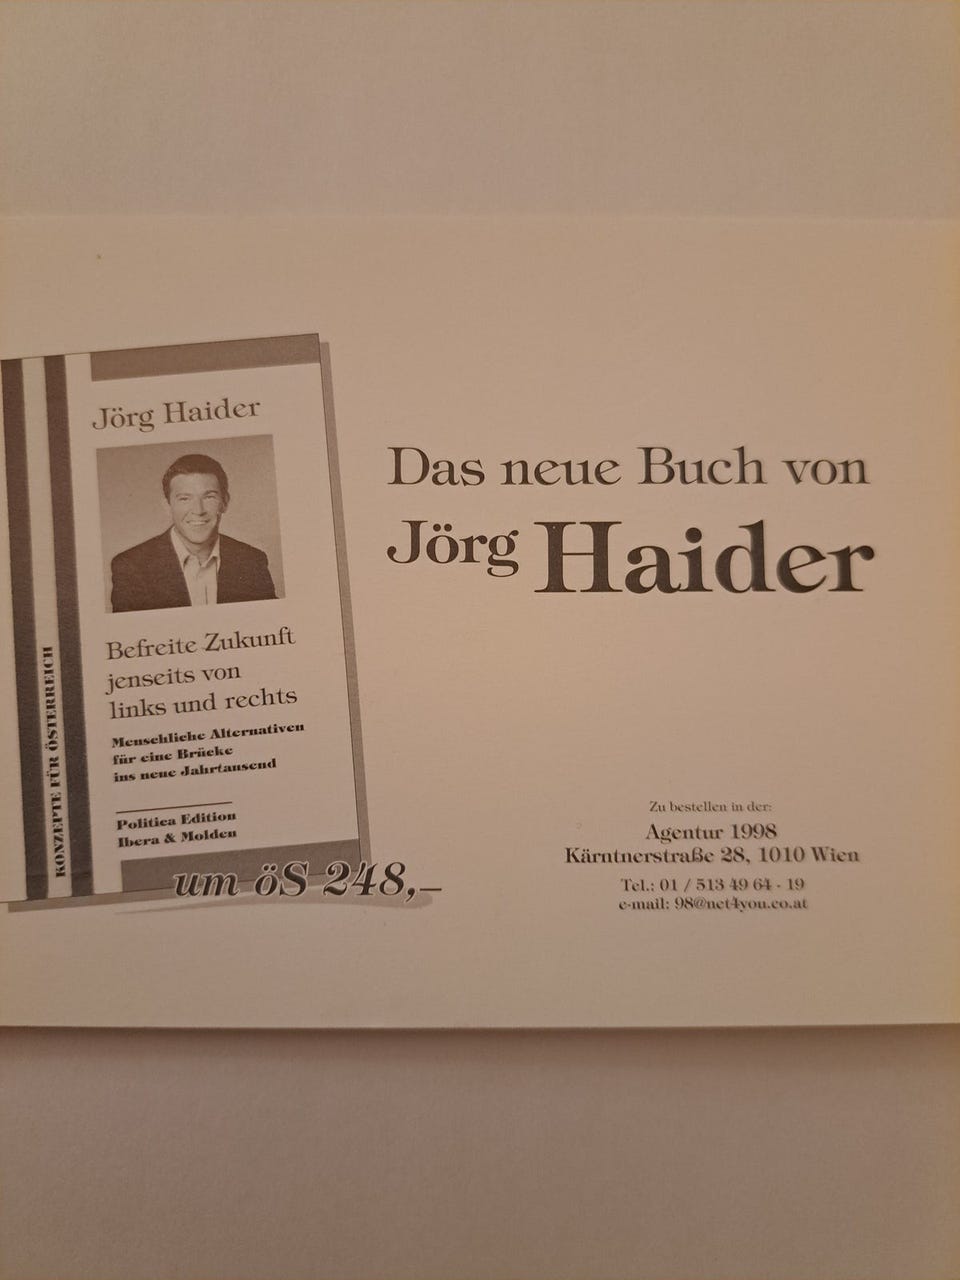 Jörg Haider
Befreite Zukunft
jenseits von
links und rechts
Menschliche Alternativen
für eine Brücke
ins neue Jahrtausend
Politica Edition
Ibera & Molden
KONZEPTE FÜR ÖSTERREICH
um öS 248,–
Das neue Buch von
Jörg Haider
Zu bestellen in der:
Agentur 1998
Kärntnerstraße 28, 1010 Wien
Tel.: 01 / 513 49 64 - 19
e-mail: 98@net4you.co.at